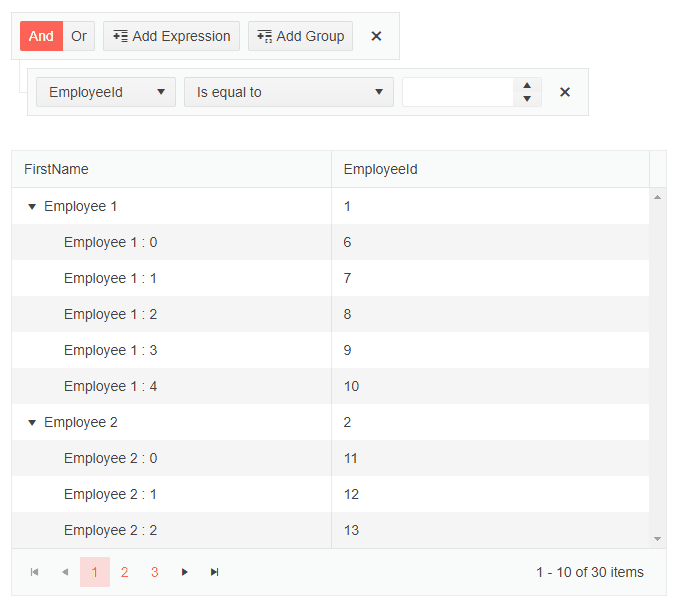 And Or Add Expression Add Group
EmployeeId Is equal to
FirstName EmployeeId
Employee 1 1
Employee 1 : 0 6
Employee 1 : 1 7
Employee 1 : 2 8
Employee 1 : 3 9
Employee 1 : 4 10
Employee 2 2
Employee 2 : 0 11
Employee 2 : 1 12
Employee 2 : 2 13
1 2 3 1 - 10 of 30 items